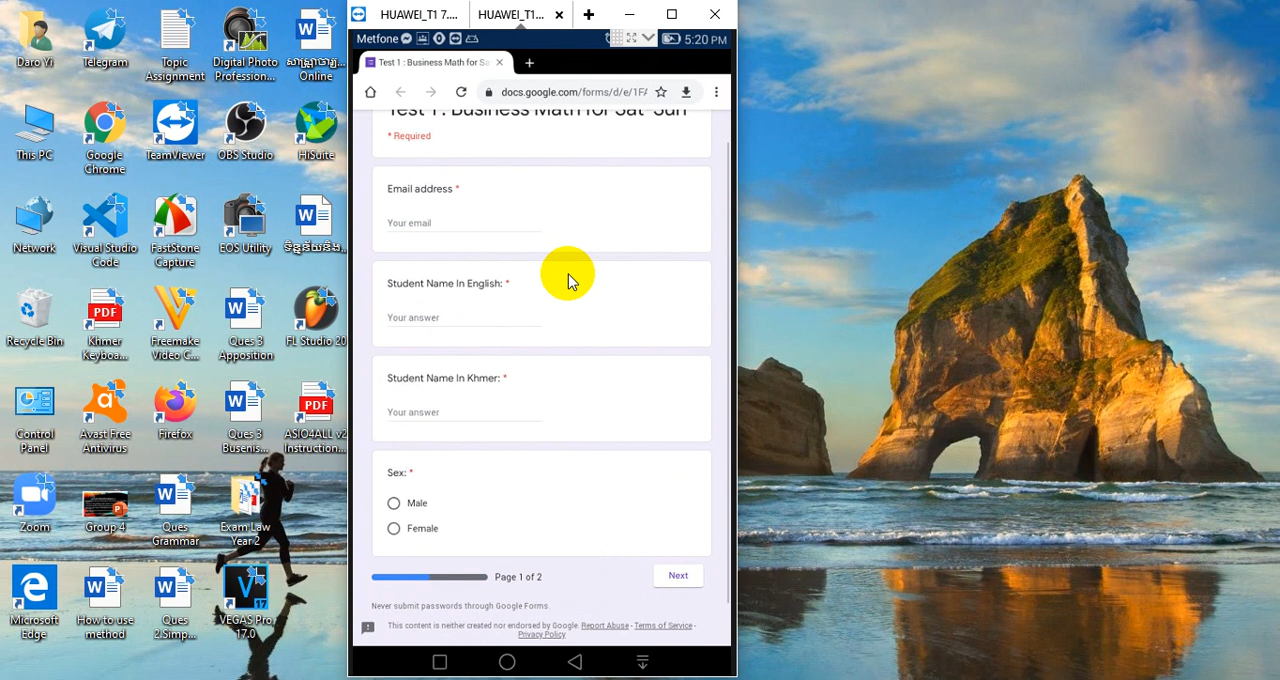 Daro Yi
Telegram
Topic
Assignment
Digital Photo
Profession...
Online
This PC
Google
Chrome
TeamViewer
OBS Studio
HiSuite
Network
Visual Studio
Code
FastStone
Capture
EOS Utility
Recycle Bin
PDF
Khmer
Keyboa...
Freemake
Video C...
Ques 3
Apposition
FL Studio 20
Control
Panel
Avast Free
Antivirus
Firefox
Ques 3
Busenis...
PDF
ASIO4ALL v2
Instruction...
Zoom
Group 4
Ques
Grammar
Exam Law
Year 2
Microsoft
Edge
How to use
method
Ques
2.Simp...
VEGAS Pro
17.0
HUAWEI_T1 7....
HUAWEI_T1...
Metfone
5:20 PM
Test 1 : Business Math for Sa
docs.google.com/forms/d/e/1FA
Test 1 : Business Math for Sat-Sun
* Required
Email address *
Your email
Student Name In English: *
Your answer
Student Name In Khmer: *
Your answer
Sex: *
Male
Female
Page 1 of 2
Next
Never submit passwords through Google Forms.
This content is neither created nor endorsed by Google. Report Abuse - Terms of Service -
Privacy Policy